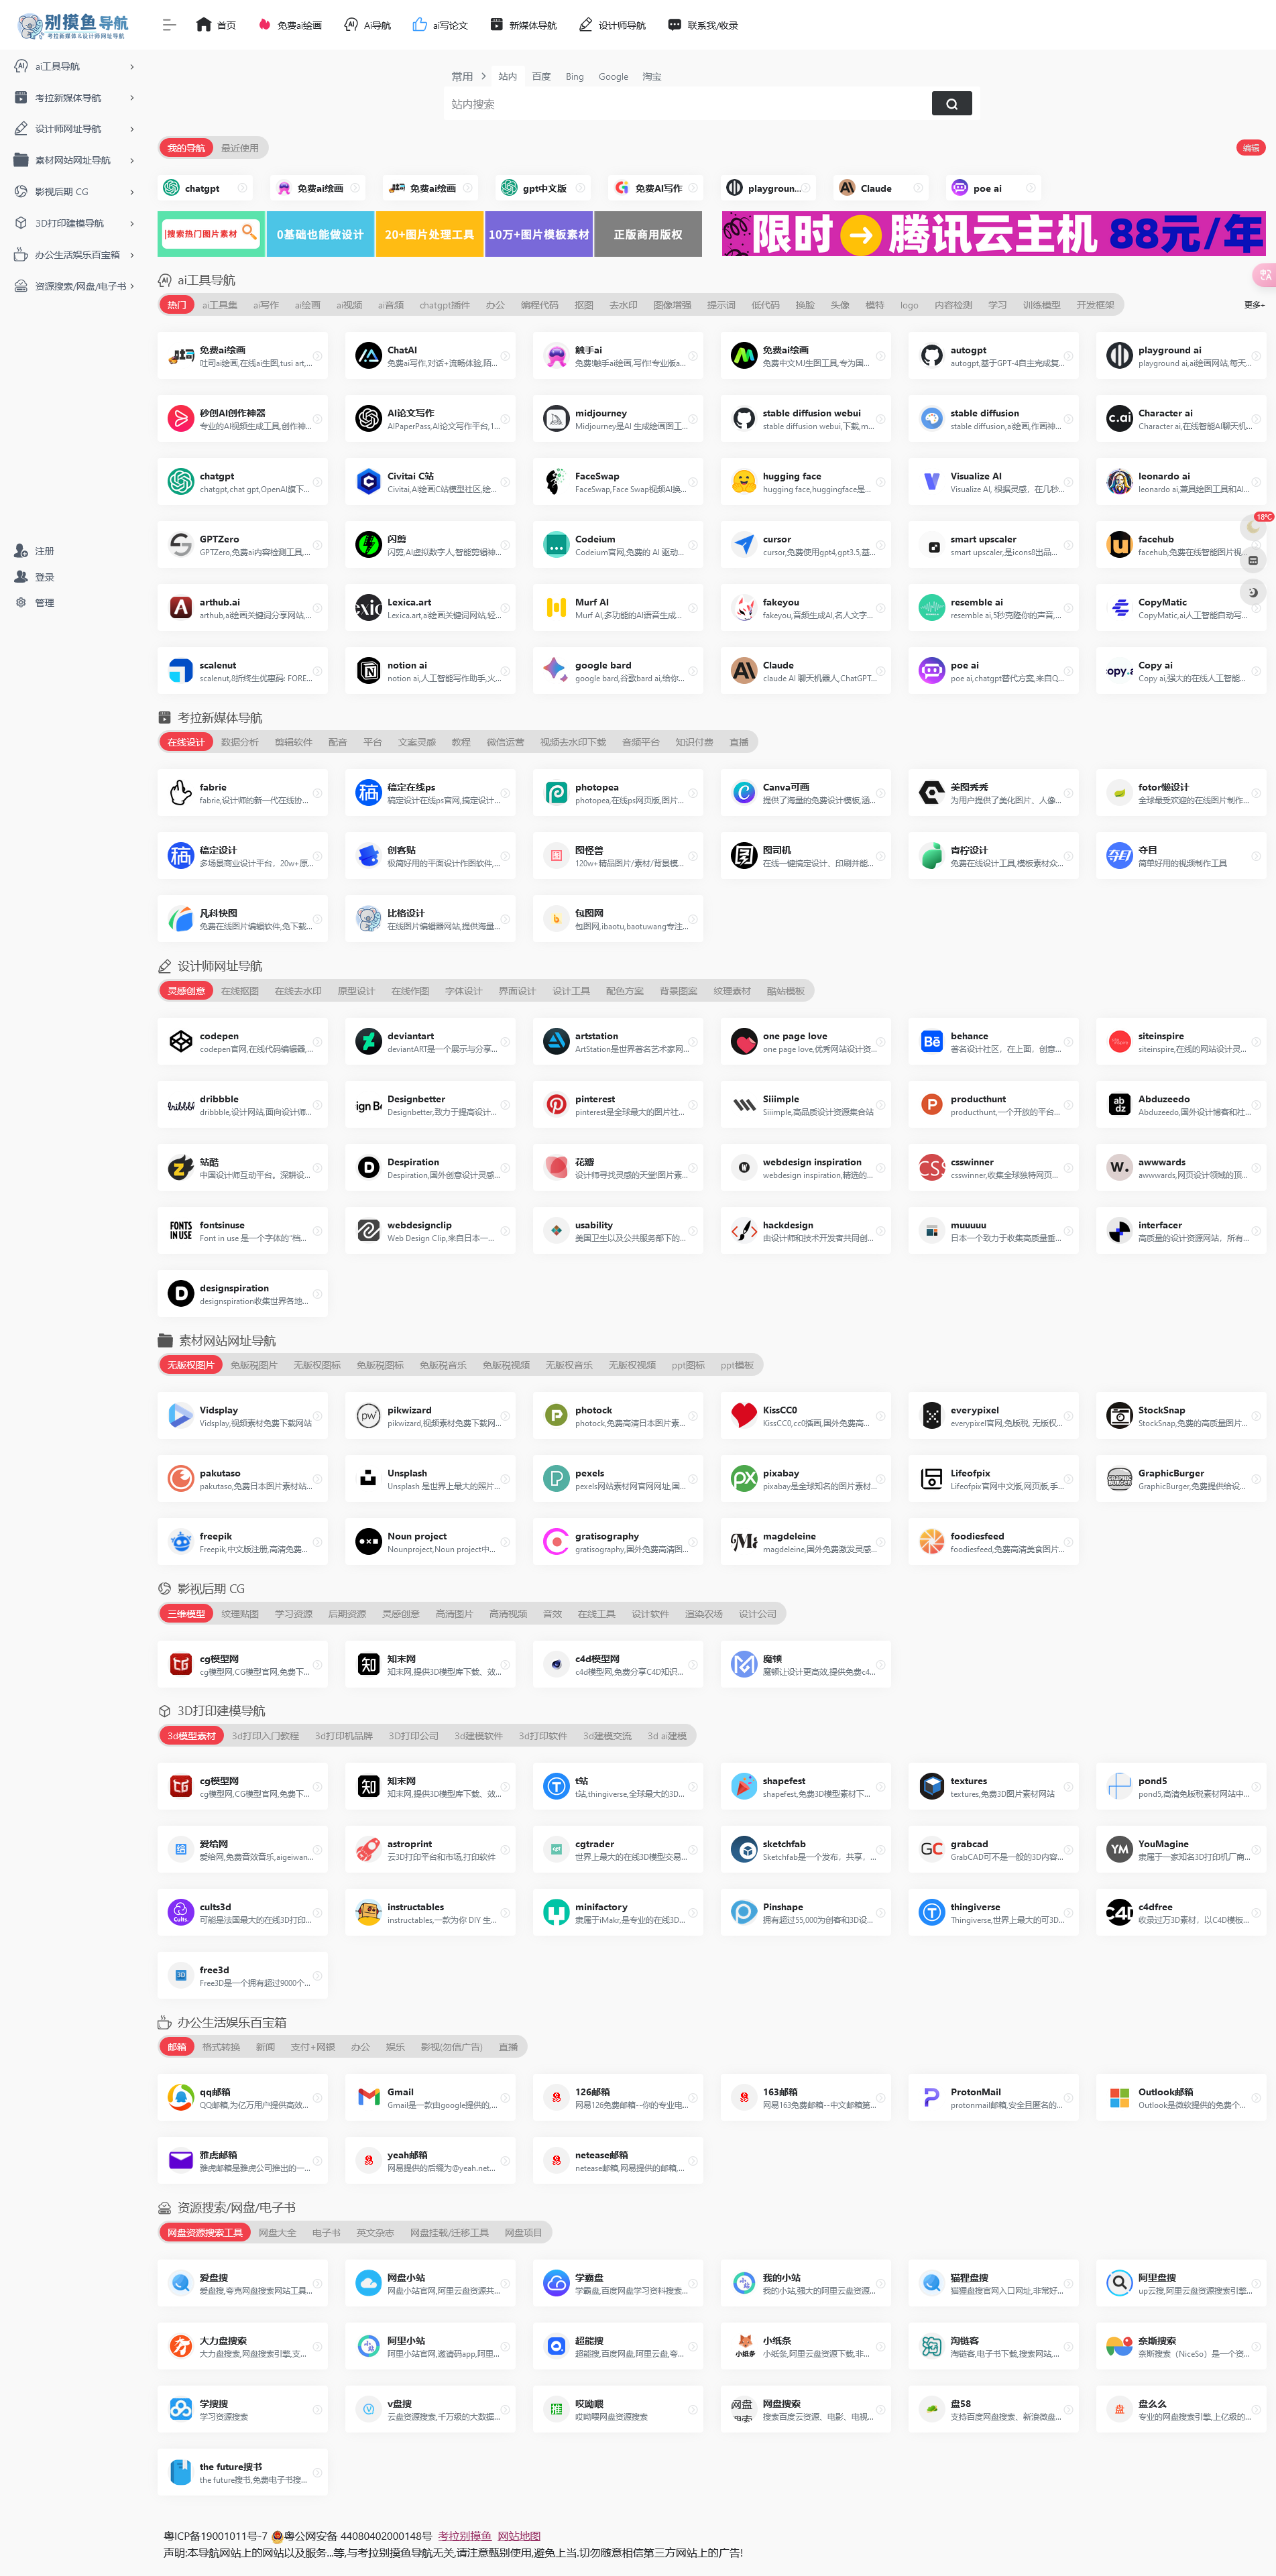 别摸鱼导航
考拉新媒体&设计师网址导航
首页 免费ai绘画 Ai导航 ai写论文 新媒体导航 设计师导航 联系我/收录
ai工具导航
考拉新媒体导航
设计师网址导航
素材网站网址导航
影视后期 CG
3D打印建模导航
办公生活娱乐百宝箱
资源搜索/网盘/电子书
注册
登录
管理
常用 站内 百度 Bing Google 淘宝
站内搜索
我的导航 最近使用 编辑
chatgpt 免费ai绘画 免费ai绘画 gpt中文版 免费AI写作 playgroun... Claude poe ai
搜索热门图片素材 0基础也能做设计 20+图片处理工具 10万+图片模板素材 正版商用版权
限时 腾讯云主机 88元/年
18℃
ai工具导航
热门 ai工具集 ai写作 ai绘画 ai视频 ai音频 chatgpt插件 办公 编程代码 抠图 去水印 图像增强 提示词 低代码 换脸 头像 模特 logo 内容检测 学习 训练模型 开发框架 更多+
免费ai绘画 ChatAI 触手ai 免费ai绘画 autogpt playground ai
吐司ai绘画,在线ai生图,tusi art,... 免费ai写作,对话+流畅体验,陌... 免费!触手ai绘画,写作!专业版a... 免费中文MJ生图工具,专为国... autogpt,基于GPT-4自主完成复... playground ai,ai绘画网站,每天...
秒创AI创作神器 AI论文写作 midjourney stable diffusion webui stable diffusion Character ai
专业的AI视频生成工具,创作神... AIPaperPass,AI论文写作平台,1... Midjourney是AI 生成绘画图工... stable diffusion webui,下载,m... stable diffusion,ai绘画,作画神... Character ai,在线智能AI聊天机...
chatgpt Civitai C站 FaceSwap hugging face Visualize AI leonardo ai
chatgpt,chat gpt,OpenAI旗下... Civitai,AI绘画C站模型社区,绘... FaceSwap,Face Swap视频AI换... hugging face,huggingface是... Visualize AI, 根据灵感，在几秒... leonardo ai,兼具绘图工具和AI...
GPTZero 闪剪 Codeium cursor smart upscaler facehub
GPTZero,免费ai内容检测工具,... 闪剪,AI虚拟数字人,智能剪辑神... Codeium官网,免费的 AI 驱动... cursor,免费使用gpt4,gpt3.5,基... smart upscaler,是icons8出品... facehub,免费在线智能图片视...
arthub.ai Lexica.art Murf AI fakeyou resemble ai CopyMatic
arthub,ai绘画关键词分享网站,... Lexica.art,ai绘画关键词网站,轻... Murf AI,多功能的AI语音生成... fakeyou,音频生成AI,名人文字... resemble ai,5秒克隆你的声音,... CopyMatic,ai人工智能自动写...
scalenut notion ai google bard Claude poe ai Copy ai
scalenut,8折终生优惠码: FORE... notion ai,人工智能写作助手,火... google bard,谷歌bard ai,给你... claude AI 聊天机器人,ChatGPT... poe ai,chatgpt替代方案,来自Q... Copy ai,强大的在线人工智能...
考拉新媒体导航
在线设计 数据分析 剪辑软件 配音 平台 文案灵感 教程 微信运营 视频去水印下载 音频平台 知识付费 直播
fabrie 稿定在线ps photopea Canva可画 美图秀秀 fotor懒设计
fabrie,设计师的新一代在线协... 稿定设计在线ps官网,搞定设计... photopea,在线ps网页版,图片... 提供了海量的免费设计模板,涵... 为用户提供了美化图片、人像... 全球最受欢迎的在线图片制作...
稿定设计 创客贴 图怪兽 图司机 青柠设计 夺目
多场景商业设计平台、20w+原... 极简好用的平面设计作图软件,... 120w+精品图片/素材/背景模... 在线一键搞定设计、印刷并能... 免费在线设计工具,模板素材众... 简单好用的视频制作工具
凡科快图 比格设计 包图网
免费在线图片编辑软件,免下载... 在线图片编辑器网站,提供海量... 包图网,ibaotu,baotuwang专注...
设计师网址导航
灵感创意 在线抠图 在线去水印 原型设计 在线作图 字体设计 界面设计 设计工具 配色方案 背景图案 纹理素材 酷站模板
codepen deviantart artstation one page love behance siteinspire
codepen官网,在线代码编辑器,... deviantART是一个展示与分享... ArtStation是世界著名艺术家网... one page love,优秀网站设计资... 著名设计社区，在上面，创意... siteinspire,在线的网站设计灵...
dribbble Designbetter pinterest Siiimple producthunt Abduzeedo
dribbble,设计网站,面向设计师... Designbetter,致力于提高设计... pinterest是全球最大的图片社... Siiimple,高品质设计资源集合站 producthunt,一个开放的平台... Abduzeedo,国外设计博客和社...
站酷 Despiration 花瓣 webdesign inspiration csswinner awwwards
中国设计师互动平台。深耕设... Despiration,国外创意设计灵感... 设计师寻找灵感的天堂!图片素... webdesign inspiration,精选的... csswinner,收集全球独特网页... awwwards,网页设计领域的顶...
fontsinuse webdesignclip usability hackdesign muuuuu interfacer
Font in use 是一个字体的"档... Web Design Clip,来自日本一... 美国卫生以及公共服务部下的... 由设计师和技术开发者共同创... 日本一个致力于收集高质量垂... 高质量的设计资源网站，所有...
designspiration
designspiration收集世界各地...
素材网站网址导航
无版权图片 免版税图片 无版权图标 免版税图标 免版税音乐 免版税视频 无版权音乐 无版权视频 ppt图标 ppt模板
Vidsplay pikwizard photock KissCC0 everypixel StockSnap
Vidsplay,视频素材免费下载网站 pikwizard,视频素材免费下载网... photock,免费高清日本图片素... KissCC0,cc0插画,国外免费高... everypixel官网,免版税, 无版权... StockSnap,免费的高质量图片...
pakutaso Unsplash pexels pixabay Lifeofpix GraphicBurger
pakutaso,免费日本图片素材站... Unsplash 是世界上最大的照片... pexels网站素材网官网网址,国... pixabay是全球知名的图片素材... Lifeofpix官网中文版,网页版,手... GraphicBurger,免费提供给设...
freepik Noun project gratisography magdeleine foodiesfeed
Freepik,中文版注册,高清免费... Nounproject,Noun project中... gratisography,国外免费高清图... magdeleine,国外免费激发灵感... foodiesfeed,免费高清美食图片...
影视后期 CG
三维模型 纹理贴图 学习资源 后期资源 灵感创意 高清图片 高清视频 音效 在线工具 设计软件 渲染农场 设计公司
cg模型网 知末网 c4d模型网 魔顿
cg模型网,CG模型官网,免费下... 知末网,提供3D模型库下载、效... c4d模型网,免费分享C4D知识... 魔顿让设计更高效,提供免费c4...
3D打印建模导航
3d模型素材 3d打印入门教程 3d打印机品牌 3D打印公司 3d建模软件 3d打印软件 3d建模交流 3d ai建模
cg模型网 知末网 t站 shapefest textures pond5
cg模型网,CG模型官网,免费下... 知末网,提供3D模型库下载、效... t站,thingiverse,全球最大的3D... shapefest,免费3D模型素材下... textures,免费3D图片素材网站 pond5,高清免版税素材网站中...
爱给网 astroprint cgtrader sketchfab grabcad YouMagine
爱给网,免费音效音乐,aigeiwan... 云3D打印平台和市场,打印软件 世界上最大的在线3D模型交易... Sketchfab是一个发布，共享，... GrabCAD可不是一般的3D内容... 隶属于一家知名3D打印机厂商...
cults3d instructables minifactory Pinshape thingiverse c4dfree
可能是法国最大的在线3D打印... instructables,一款为你 DIY 生... 隶属于iMakr,是专业的在线3D... 拥有超过55,000为创客和3D设... Thingiverse,世界上最大的可3D... 收录过万3D素材，以C4D模板...
free3d
Free3D是一个拥有超过9000个...
办公生活娱乐百宝箱
邮箱 格式转换 新闻 支付+网银 办公 娱乐 影视(勿信广告) 直播
qq邮箱 Gmail 126邮箱 163邮箱 ProtonMail Outlook邮箱
QQ邮箱,为亿万用户提供高效... Gmail是一款由google提供的,... 网易126免费邮箱--你的专业电... 网易163免费邮箱--中文邮箱第... protonmail邮箱,安全且匿名的... Outlook是微软提供的免费个...
雅虎邮箱 yeah邮箱 netease邮箱
雅虎邮箱是雅虎公司推出的一... 网易提供的后缀为@yeah.net... netease邮箱,网易提供的邮箱,...
资源搜索/网盘/电子书
网盘资源搜索工具 网盘大全 电子书 英文杂志 网盘挂载/迁移工具 网盘项目
爱盘搜 网盘小站 学霸盘 我的小站 猫狸盘搜 阿里盘搜
爱盘搜,夸克网盘搜索网站工具... 网盘小站官网,阿里云盘资源共... 学霸盘,百度网盘学习资料搜索... 我的小站,强大的阿里云盘资源... 猫狸盘搜官网入口网址,非常好... up云搜,阿里云盘资源搜索引擎...
大力盘搜索 阿里小站 超能搜 小纸条 淘链客 奈斯搜索
大力盘搜索,网盘搜索引擎,支... 阿里小站官网,邀请码app,阿里... 超能搜,百度网盘,阿里云盘,夸... 小纸条,阿里云盘资源下载,非... 淘链客,电子书下载,搜索网站,... 奈斯搜索（NiceSo）是一个资...
学搜搜 v盘搜 哎呦喂 网盘搜索 盘58 盘么么
学习资源搜索 云盘资源搜索,千万级的大数据... 哎呦喂网盘资源搜索 搜索百度云资源、电影、电视... 支持百度网盘搜索、新浪微盘... 专业的网盘搜索引擎,上亿级的...
the future搜书
the future搜书,免费电子书搜...
粤ICP备19001011号-7 粤公网安备 44080402000148号 考拉别摸鱼 网站地图
声明:本导航网站上的网站以及服务...等,与考拉别摸鱼导航无关,请注意甄别使用,避免上当.切勿随意相信第三方网站上的广告!